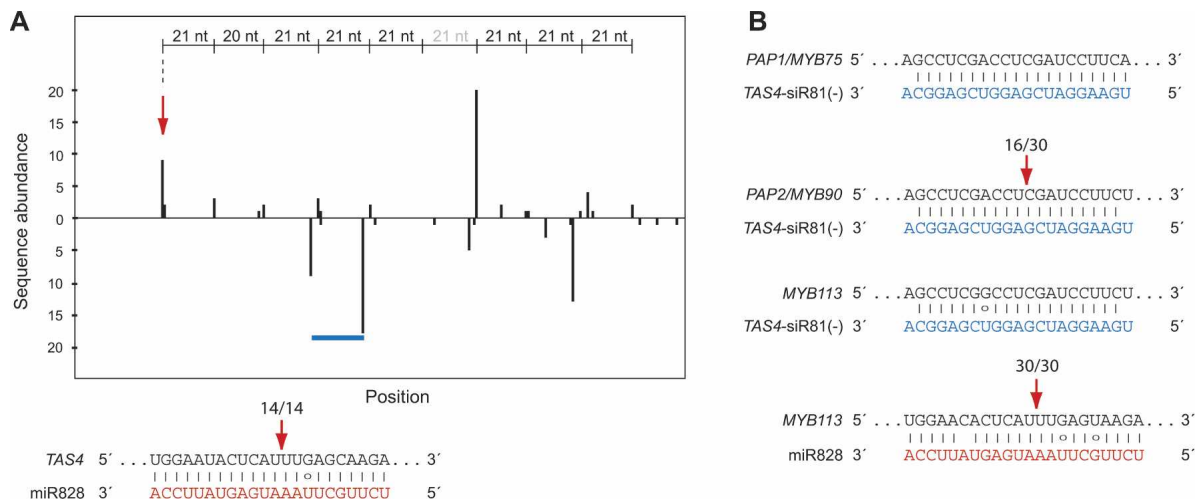 A
21 nt 20 nt 21 nt 21 nt 21 nt 21 nt 21 nt 21 nt 21 nt
20
15
10
5
0
5
10
15
20
Sequence abundance
Position
14/14
TAS4 5´ ...UGGAAUACUCAUUUGAGCAAGA... 3´
miR828 3´ ACCUUAUGAGUAAAUUCGUUCU 5´
B
PAP1/MYB75 5´ ...AGCCUCGACCUCGAUCCUUCA... 3´
TAS4-siR81(-) 3´ ACGGAGCUGGAGCUAGGAAGU 5´
16/30
PAP2/MYB90 5´ ...AGCCUCGACCUCGAUCCUUCU... 3´
TAS4-siR81(-) 3´ ACGGAGCUGGAGCUAGGAAGU 5´
MYB113 5´ ...AGCCUCGGCCUCGAUCCUUCU... 3´
TAS4-siR81(-) 3´ ACGGAGCUGGAGCUAGGAAGU 5´
30/30
MYB113 5´ ...UGGAACACUCAUUUGAGUAAGA... 3´
miR828 3´ ACCUUAUGAGUAAAUUCGUUCU 5´